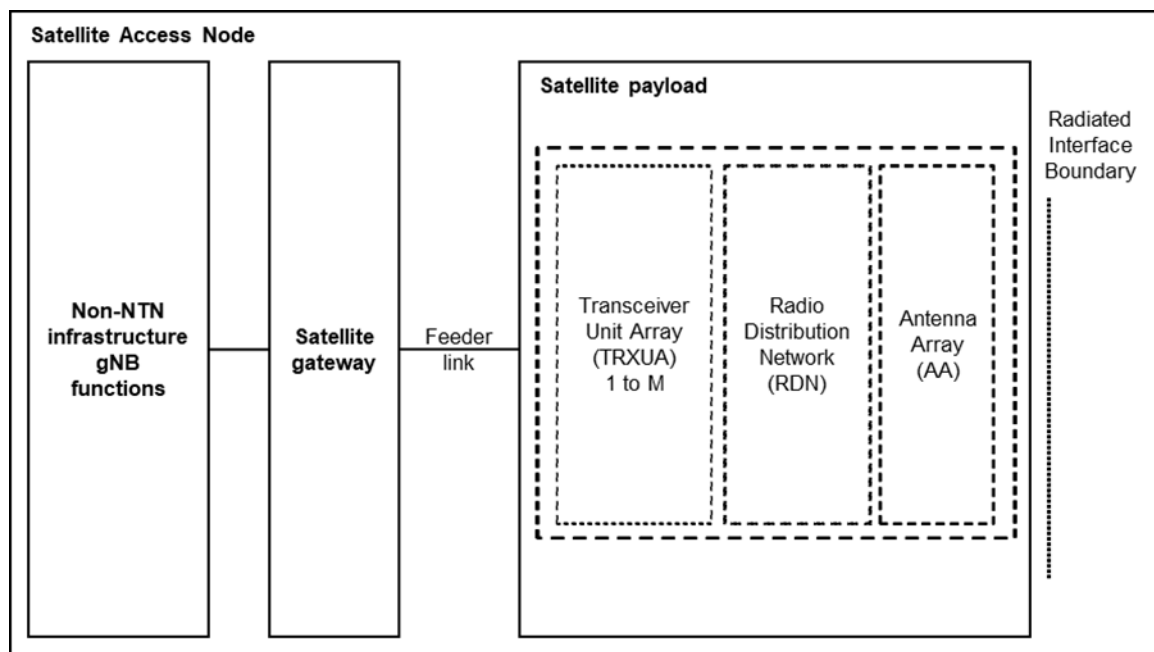 Satellite Access Node
Non-NTN
infrastructure
gNB
functions
Satellite
gateway
Feeder
link
Satellite payload
Transceiver
Unit Array
(TRXUA)
1 to M
Radio
Distribution
Network
(RDN)
Antenna
Array
(AA)
Radiated
Interface
Boundary